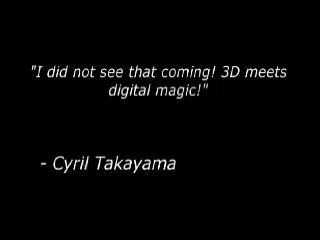 "I did not see that coming! 3D meets
digital magic!"
- Cyril Takayama